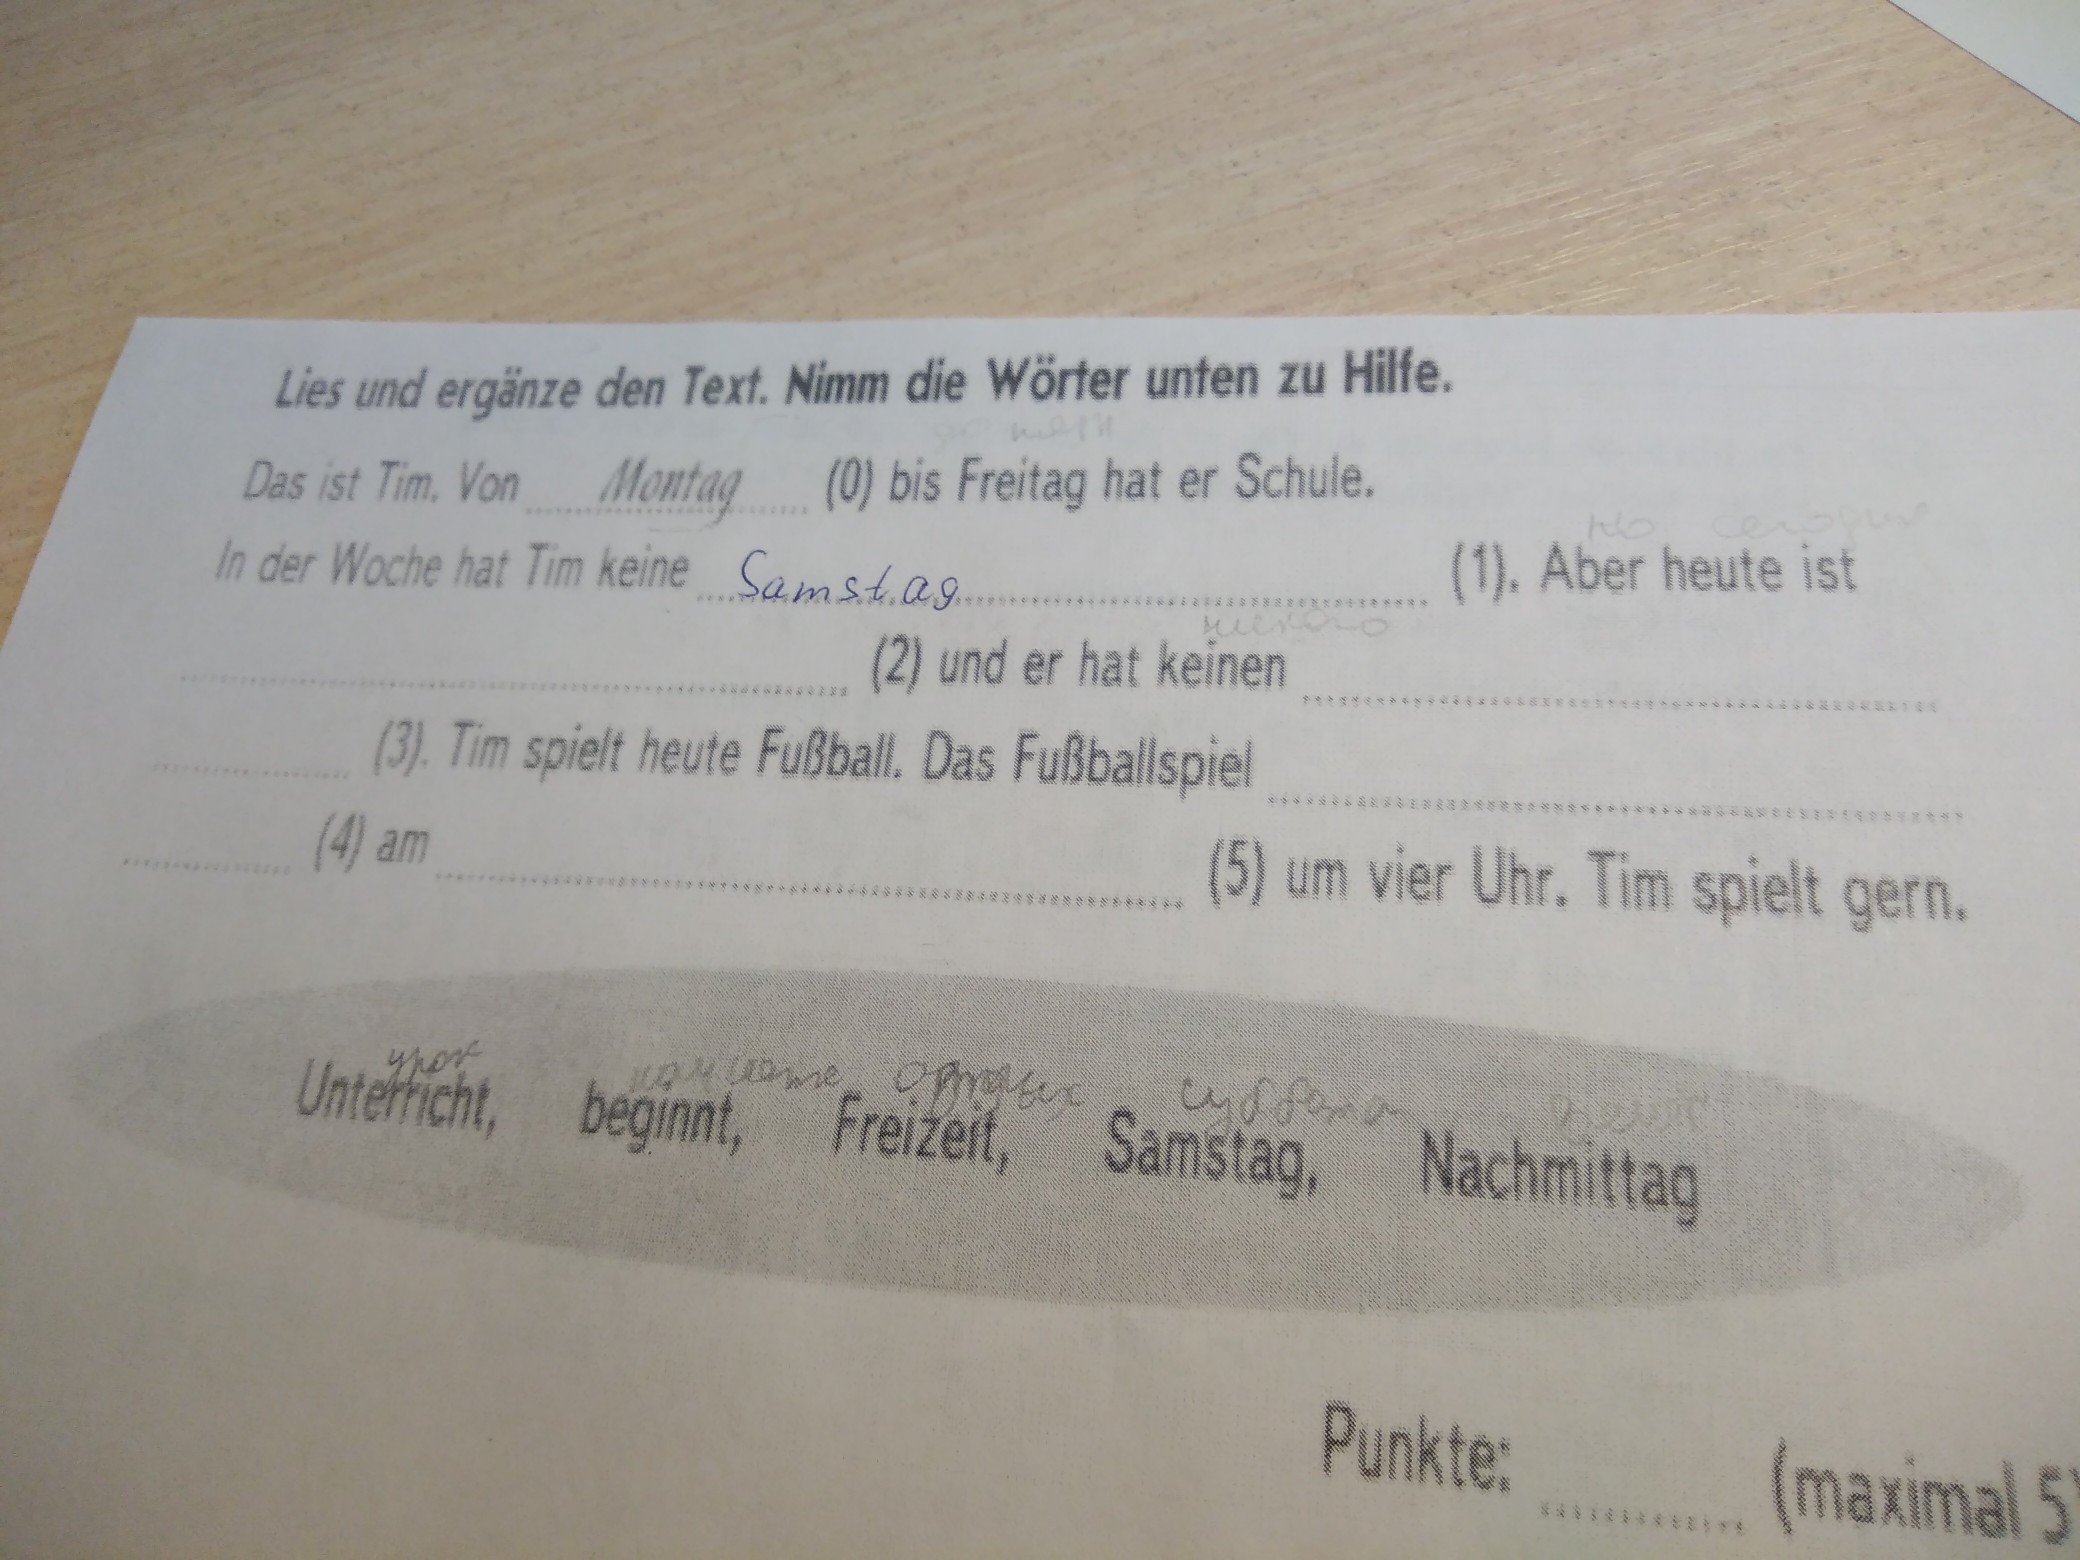 Lies und ergänze den Text. Nimm die Wörter unten zu Hilfe.
Das ist Tim. Von Montag (0) bis Freitag hat er Schule.
но сегодня
In der Woche hat Tim keine Samstag (1). Aber heute ist
(2) und er hat keinen
(3). Tim spielt heute Fußball. Das Fußballspiel
(4) am (5) um vier Uhr. Tim spielt gern.
урок
Unterricht, beginnt, Freizeit, Samstag, Nachmittag
Punkte: (maximal 5)